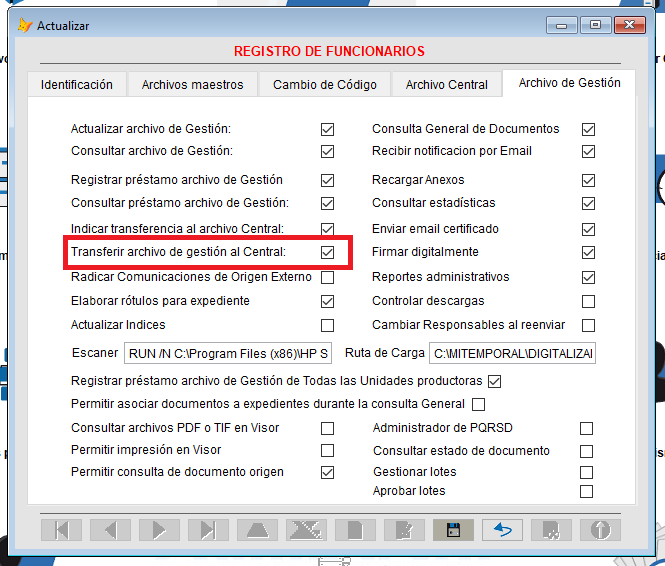 Actualizar
REGISTRO DE FUNCIONARIOS
Identificación Archivos maestros Cambio de Código Archivo Central Archivo de Gestión
Actualizar archivo de Gestión: Consulta General de Documentos
Consultar archivo de Gestión: Recibir notificacion por Email
Registrar préstamo archivo de Gestión Recargar Anexos
Consultar préstamo archivo de Gestión: Consultar estadísticas
Indicar transferencia al archivo Central: Enviar email certificado
Transferir archivo de gestión al Central: Firmar digitalmente
Radicar Comunicaciones de Origen Externo Reportes administrativos
Elaborar rótulos para expediente Controlar descargas
Actualizar Indices Cambiar Responsables al reenviar
Escaner RUN /N C:\Program Files (x86)\HP S Ruta de Carga C:\MITEMPORAL\DIGITALIZAI
Registrar préstamo archivo de Gestión de Todas las Unidades productoras
Permitir asociar documentos a expedientes durante la consulta General
Consultar archivos PDF o TIF en Visor Administrador de PQRSD
Permitir impresión en Visor Consultar estado de documento
Permitir consulta de documento origen Gestionar lotes
Aprobar lotes